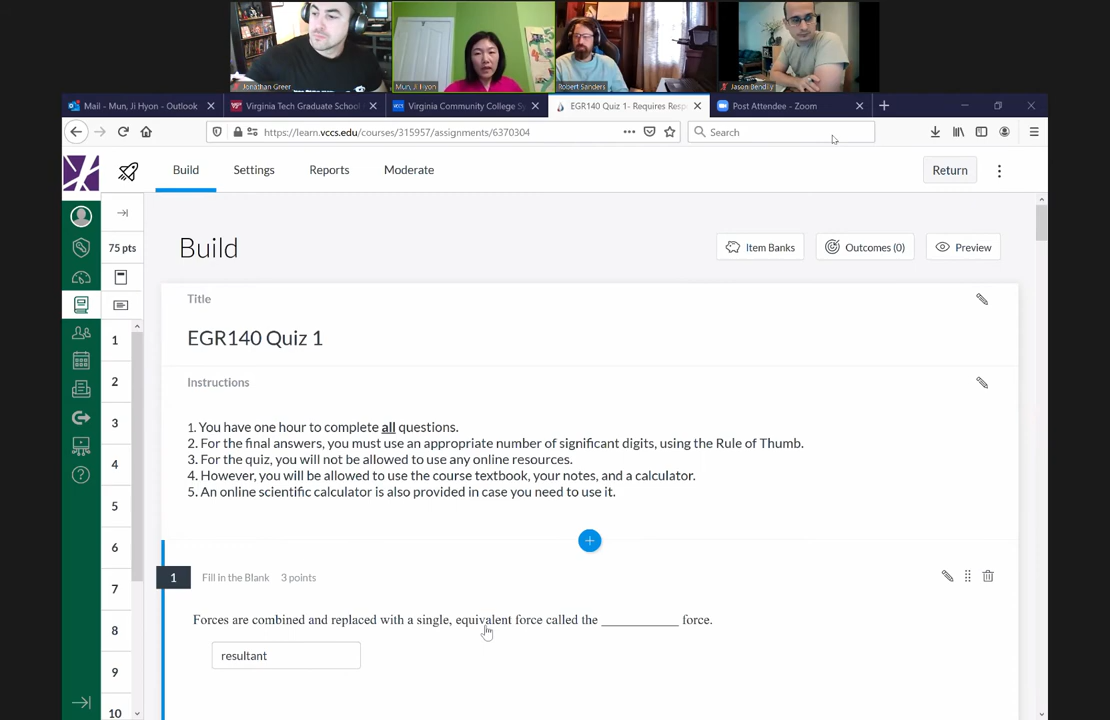 Jonathan Greer
Mun, Ji Hyon
Robert Sanders
Jason Dendly
Mail - Mun, Ji Hyon - Outlook
Virginia Tech Graduate School
Virginia Community College Sy
EGR140 Quiz 1- Requires Resp
Post Attendee - Zoom
https://learn.vccs.edu/courses/315957/assignments/6370304
Search
Build
Settings
Reports
Moderate
Return
75 pts
1
2
3
4
5
6
7
8
9
10
Build
Item Banks
Outcomes (0)
Preview
Title
EGR140 Quiz 1
Instructions
1. You have one hour to complete all questions.
2. For the final answers, you must use an appropriate number of significant digits, using the Rule of Thumb.
3. For the quiz, you will not be allowed to use any online resources.
4. However, you will be allowed to use the course textbook, your notes, and a calculator.
5. An online scientific calculator is also provided in case you need to use it.
1
Fill in the Blank
3 points
Forces are combined and replaced with a single, equivalent force called the ____________ force.
resultant